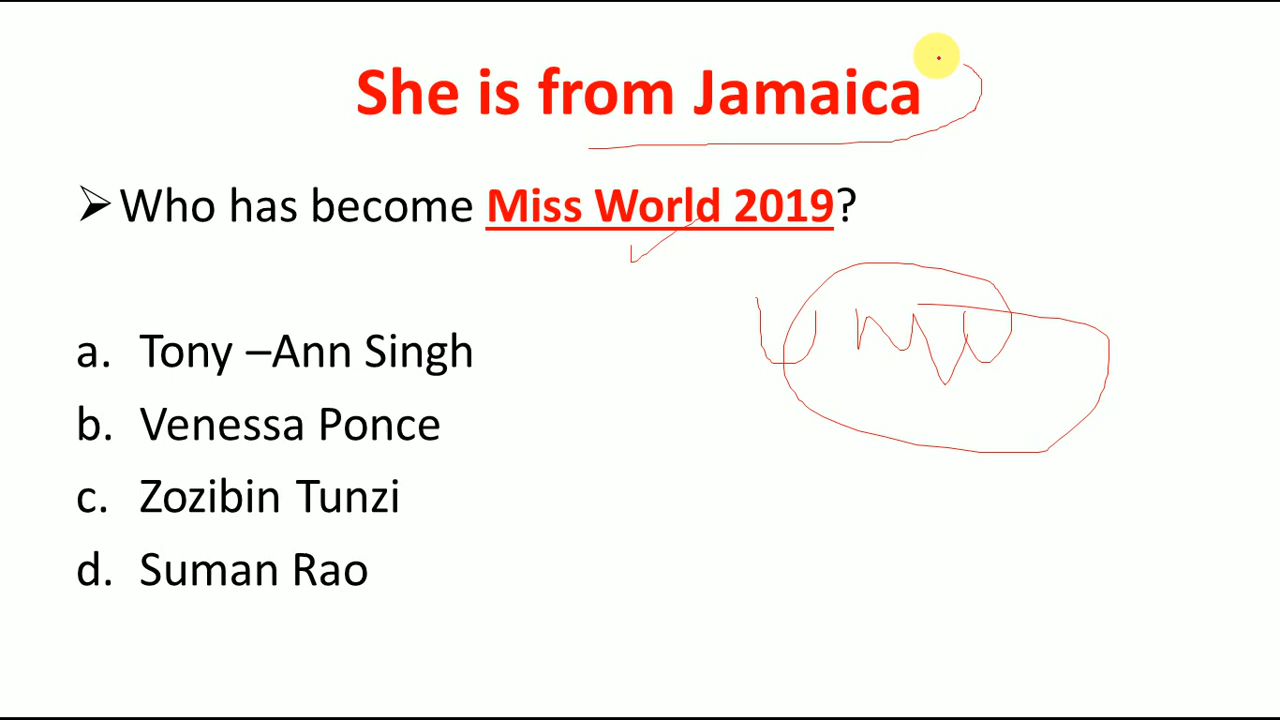 She is from Jamaica
➢Who has become Miss World 2019?
a. Tony –Ann Singh
b. Venessa Ponce
c. Zozibin Tunzi
d. Suman Rao